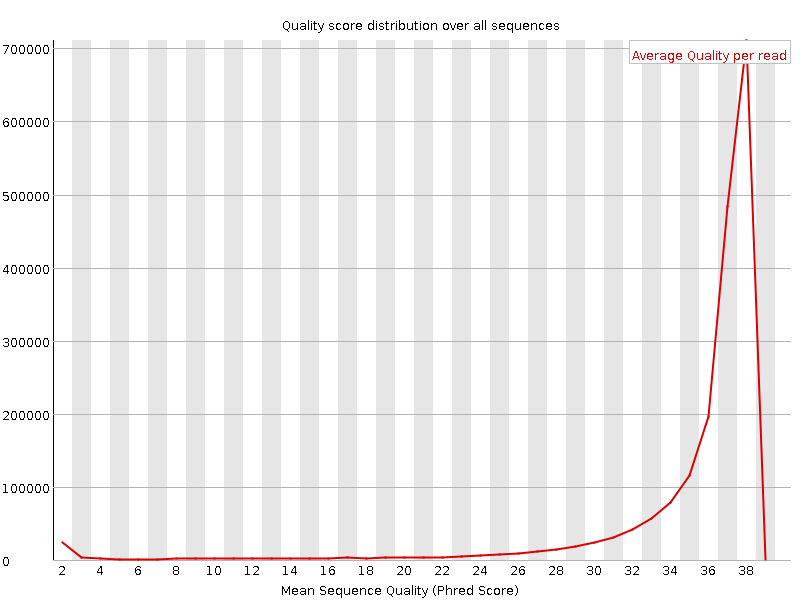 Quality score distribution over all sequences
Average Quality per read
700000
600000
500000
400000
300000
200000
100000
0
2 4 6 8 10 12 14 16 18 20 22 24 26 28 30 32 34 36 38
Mean Sequence Quality (Phred Score)